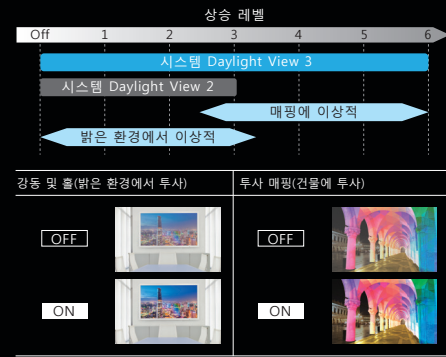 상승 레벨
Off 1 2 3 4 5 6
시스템 Daylight View 3
시스템 Daylight View 2
매핑에 이상적
밝은 환경에서 이상적
강동 및 홀(밝은 환경에서 투사)
투사 매핑(건물에 투사)
OFF
OFF
ON
ON